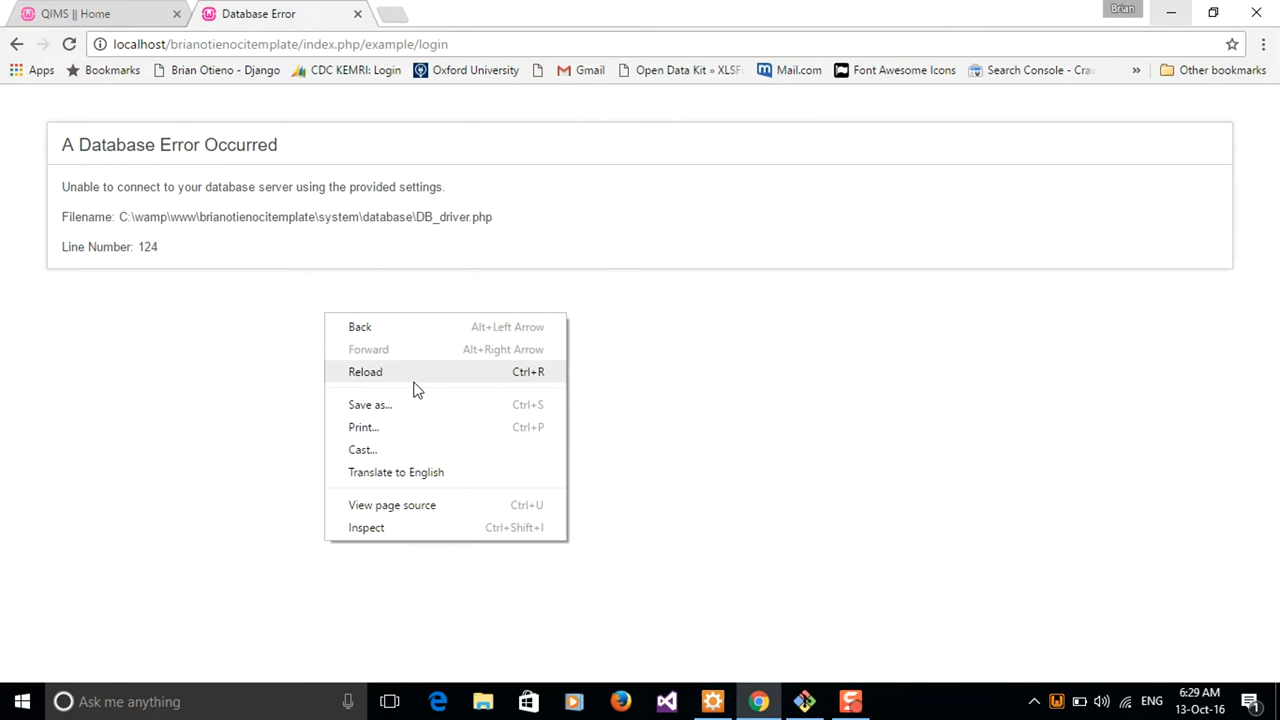 QIMS || Home
Database Error
Brian
localhost/brianotienocitemplate/index.php/example/login
Apps
Bookmarks
Brian Otieno - Django
CDC KEMRI: Login
Oxford University
Gmail
Open Data Kit » XLSF
Mail.com
Font Awesome Icons
Search Console - Cra
»
Other bookmarks
A Database Error Occurred
Unable to connect to your database server using the provided settings.
Filename: C:\wamp\www\brianotienocitemplate\system\database\DB_driver.php
Line Number: 124
Back Alt+Left Arrow
Forward Alt+Right Arrow
Reload Ctrl+R
Save as... Ctrl+S
Print... Ctrl+P
Cast...
Translate to English
View page source Ctrl+U
Inspect Ctrl+Shift+I
Ask me anything
ENG
6:29 AM
13-Oct-16
1